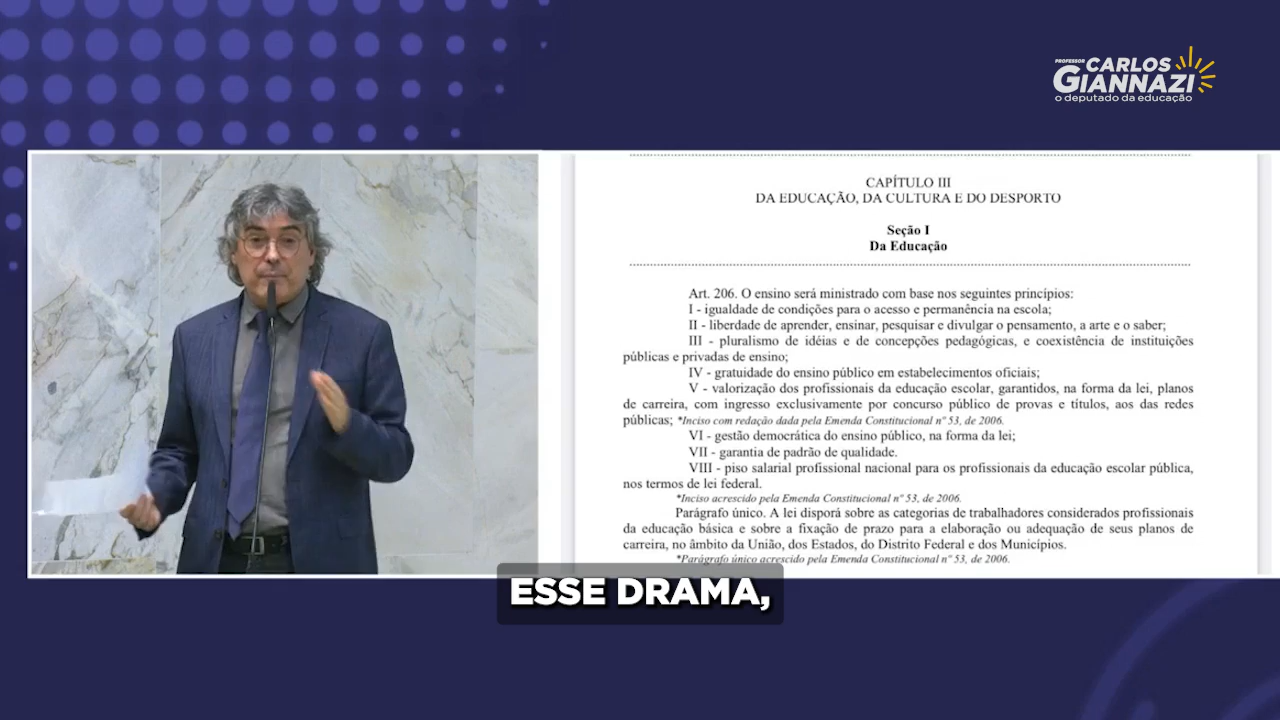 PROFESSOR
CARLOS
GIANNAZI
o deputado da educação
CAPÍTULO III
DA EDUCAÇÃO, DA CULTURA E DO DESPORTO
Seção I
Da Educação
Art. 206. O ensino será ministrado com base nos seguintes princípios:
I - igualdade de condições para o acesso e permanência na escola;
II - liberdade de aprender, ensinar, pesquisar e divulgar o pensamento, a arte e o saber;
III - pluralismo de idéias e de concepções pedagógicas, e coexistência de instituições
públicas e privadas de ensino;
IV - gratuidade do ensino público em estabelecimentos oficiais;
V - valorização dos profissionais da educação escolar, garantidos, na forma da lei, planos
de carreira, com ingresso exclusivamente por concurso público de provas e títulos, aos das redes
públicas; *Inciso com redação dada pela Emenda Constitucional nº 53, de 2006.
VI - gestão democrática do ensino público, na forma da lei;
VII - garantia de padrão de qualidade.
VIII - piso salarial profissional nacional para os profissionais da educação escolar pública,
nos termos de lei federal.
*Inciso acrescido pela Emenda Constitucional nº 53, de 2006.
Parágrafo único. A lei disporá sobre as categorias de trabalhadores considerados profissionais
da educação básica e sobre a fixação de prazo para a elaboração ou adequação de seus planos de
carreira, no âmbito da União, dos Estados, do Distrito Federal e dos Municípios.
*Parágrafo único acrescido pela Emenda Constitucional nº 53, de 2006.
ESSE DRAMA,